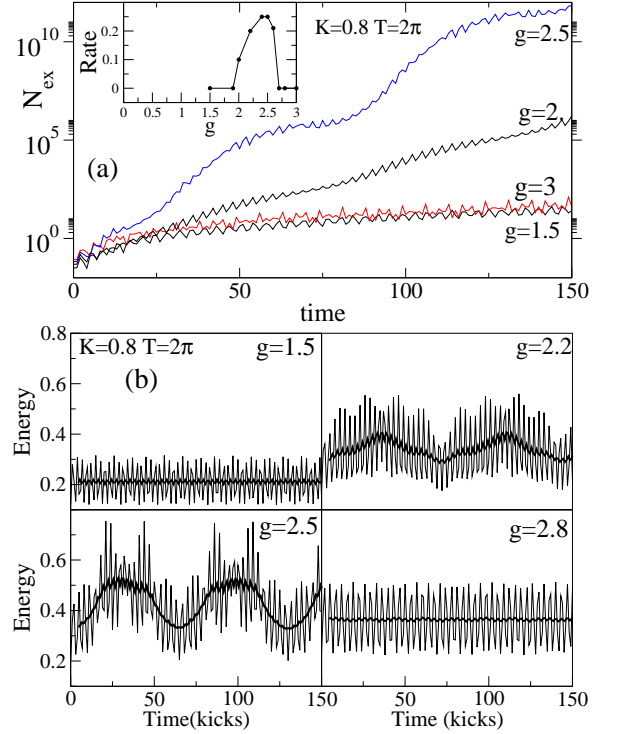 K=0.8 T=2π
g=2.5
g=2
g=3
g=1.5
(a)
N_ex
10^10
10^5
10^0
0 50 100 150
time
Rate
0.2
0.1
0
0 0.5 1 1.5 2 2.5 3
g
K=0.8 T=2π g=1.5
(b)
g=2.2
g=2.5
g=2.8
Energy
0.8
0.6
0.4
0.2
Energy
0.6
0.4
0.2
0 50 100 150
Time(kicks)
50 100 150
Time (kicks)